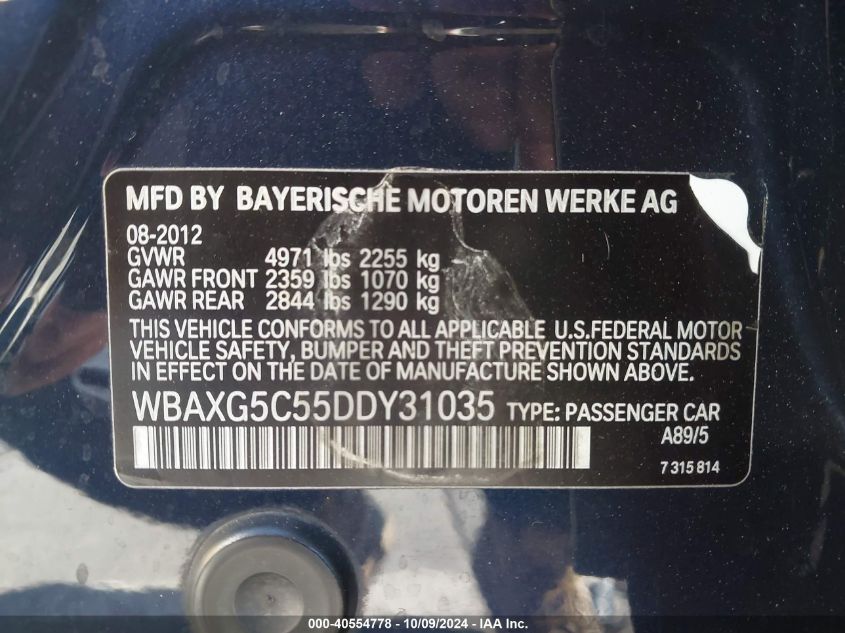 MFD BY BAYERISCHE MOTOREN WERKE AG
08-2012
GVWR 4971 lbs 2255 kg
GAWR FRONT 2359 lbs 1070 kg
GAWR REAR 2844 lbs 1290 kg
THIS VEHICLE CONFORMS TO ALL APPLICABLE U.S.FEDERAL MOTOR
VEHICLE SAFETY, BUMPER AND THEFT PREVENTION STANDARDS
IN EFFECT ON THE DATE OF MANUFACTURE SHOWN ABOVE.
WBAXG5C55DDY31035 TYPE: PASSENGER CAR
A89/5
7 315 814
000-40554778 - 10/09/2024 - IAA Inc.